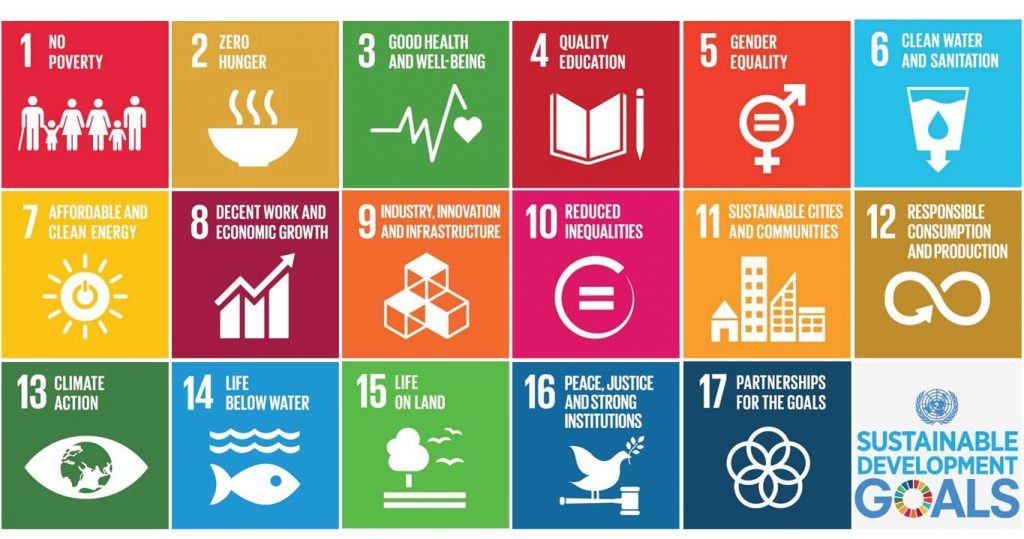 1 NO
POVERTY
2 ZERO
HUNGER
3 GOOD HEALTH
AND WELL-BEING
4 QUALITY
EDUCATION
5 GENDER
EQUALITY
6 CLEAN WATER
AND SANITATION
7 AFFORDABLE AND
CLEAN ENERGY
8 DECENT WORK AND
ECONOMIC GROWTH
9 INDUSTRY, INNOVATION
AND INFRASTRUCTURE
10 REDUCED
INEQUALITIES
11 SUSTAINABLE CITIES
AND COMMUNITIES
12 RESPONSIBLE
CONSUMPTION
AND PRODUCTION
13 CLIMATE
ACTION
14 LIFE
BELOW WATER
15 LIFE
ON LAND
16 PEACE, JUSTICE
AND STRONG
INSTITUTIONS
17 PARTNERSHIPS
FOR THE GOALS
SUSTAINABLE
DEVELOPMENT
GOALS